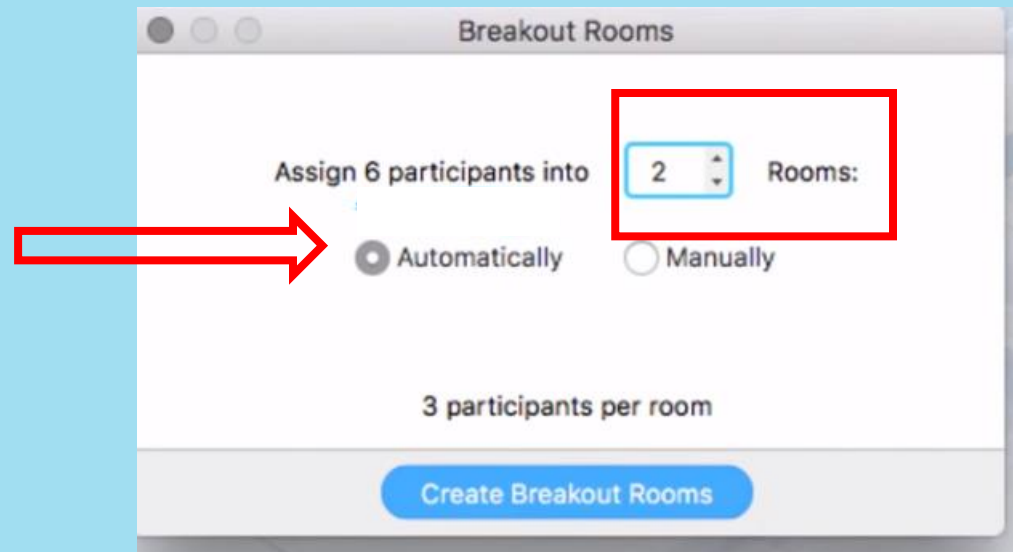 Breakout Rooms
Assign 6 participants into 2 Rooms:
Automatically Manually
3 participants per room
Create Breakout Rooms